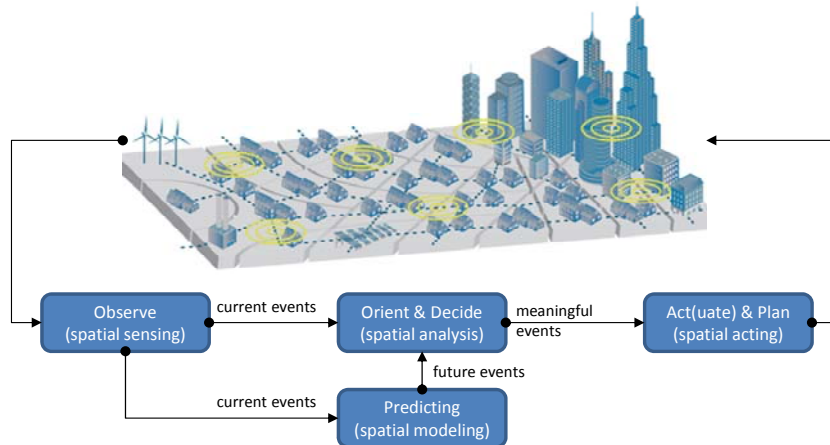 Observe
(spatial sensing)
current events
Orient & Decide
(spatial analysis)
meaningful
events
Act(uate) & Plan
(spatial acting)
future events
current events
Predicting
(spatial modeling)